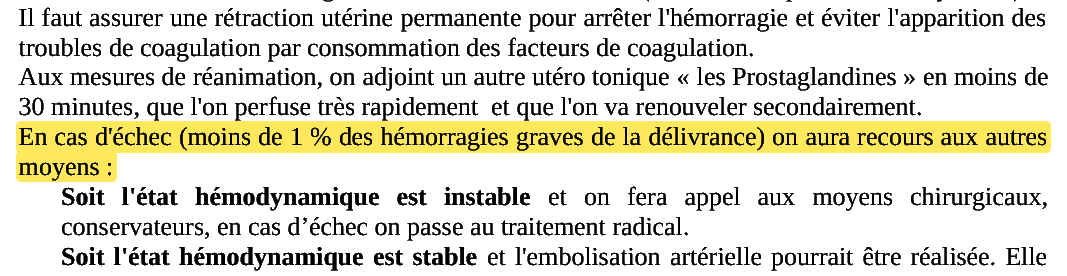 Il faut assurer une rétraction utérine permanente pour arrêter l'hémorragie et éviter l'apparition des
troubles de coagulation par consommation des facteurs de coagulation.
Aux mesures de réanimation, on adjoint un autre utéro tonique « les Prostaglandines » en moins de
30 minutes, que l'on perfuse très rapidement et que l'on va renouveler secondairement.
En cas d'échec (moins de 1 % des hémorragies graves de la délivrance) on aura recours aux autres
moyens :
Soit l'état hémodynamique est instable et on fera appel aux moyens chirurgicaux,
conservateurs, en cas d’échec on passe au traitement radical.
Soit l'état hémodynamique est stable et l'embolisation artérielle pourrait être réalisée. Elle